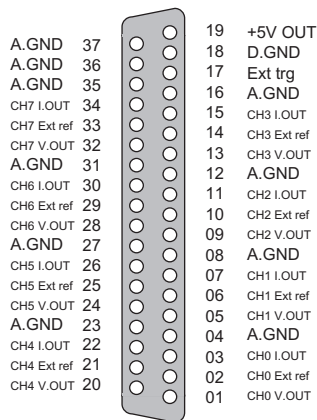 A.GND 37
A.GND 36
A.GND 35
CH7 I.OUT 34
CH7 Ext ref 33
CH7 V.OUT 32
A.GND 31
CH6 I.OUT 30
CH6 Ext ref 29
CH6 V.OUT 28
A.GND 27
CH5 I.OUT 26
CH5 Ext ref 25
CH5 V.OUT 24
A.GND 23
CH4 I.OUT 22
CH4 Ext ref 21
CH4 V.OUT 20
19 +5V OUT
18 D.GND
17 Ext trg
16 A.GND
15 CH3 I.OUT
14 CH3 Ext ref
13 CH3 V.OUT
12 A.GND
11 CH2 I.OUT
10 CH2 Ext ref
09 CH2 V.OUT
08 A.GND
07 CH1 I.OUT
06 CH1 Ext ref
05 CH1 V.OUT
04 A.GND
03 CH0 I.OUT
02 CH0 Ext ref
01 CH0 V.OUT